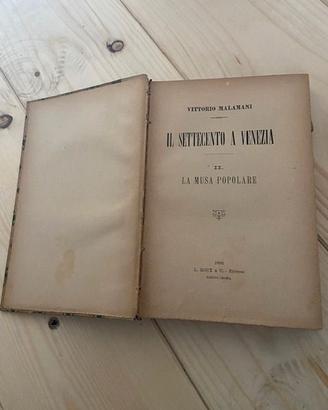 VITTORIO MALAMANI
IL SETTECENTO A VENEZIA
II.
LA MUSA POPOLARE
L. ROUX e C. - Editori